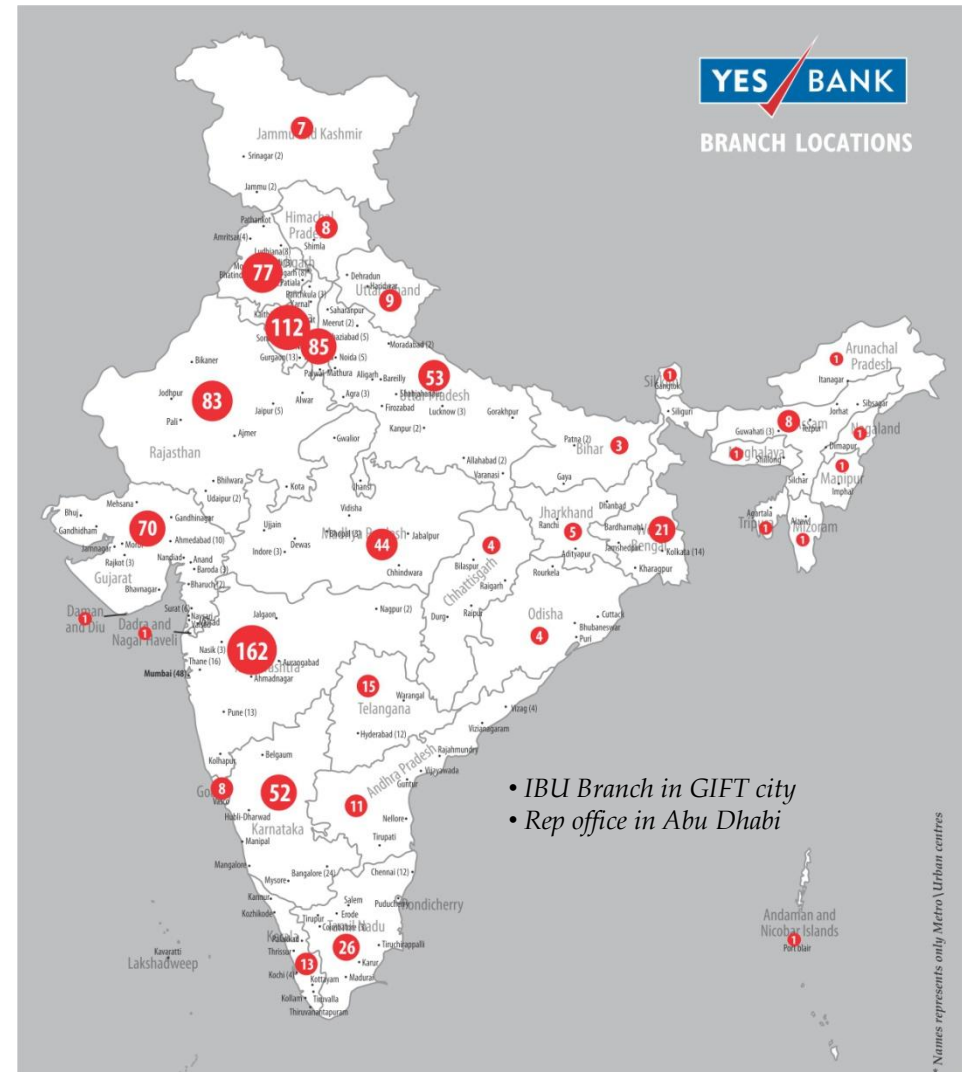 YES BANK
BRANCH LOCATIONS
7
Jammu and Kashmir
Srinagar (2)
Jammu (2)
Pathankot
Himachal
Pradesh
8
Shimla
Amritsar(4)
Ludhiana(8)
77
Patiala
Panchkula (3)
Karnal
Dehradun
Haridwar
Uttarakhand
9
Saharanpur
Meerut (2)
112
Ghaziabad (5)
85
Moradabad (2)
Gurgaon (13)
Noida (5)
Palwal
Mathura
Aligarh
Bareilly
53
Uttar Pradesh
Shahjahanpur
Bikaner
Jodhpur
83
Alwar
Agra (3)
Firozabad
Lucknow (3)
Gorakhpur
Pali
Jaipur (5)
Kanpur (2)
Ajmer
Rajasthan
Gwalior
Allahabad (2)
Varanasi
Patna (2)
3
Bihar
Gaya
1
Gangtok
Siliguri
1
Arunachal
Pradesh
Itanagar
Jorhat
Sibsagar
8
Assam
Guwahati (3)
Tezpur
1
Nagaland
Dimapur
1
Meghalaya
Shillong
1
Manipur
Silchar
Imphal
Agartala
1
Tripura
Aizawl
Mizoram
1
Bhilwara
Udaipur (2)
Kota
Jhansi
Mehsana
Bhuj
Gandhidham
70
Gandhinagar
Ahmedabad (10)
Jamnagar
Morbi
Rajkot (3)
Nandiad
Anand
Baroda (3)
Gujarat
Bhavnagar
Bharuch (2)
Vidisha
Ujjain
Indore (3)
Dewas
Madhya Pradesh
44
Jabalpur
Chhindwara
4
Bilaspur
Chhattisgarh
Raigarh
Durg
Raipur
Dhanbad
Jharkhand
Ranchi
5
Adityapur
Jamshedpur
Bardhaman
West
Bengal
21
Kolkata (14)
Kharagpur
Rourkela
Odisha
4
Cuttack
Bhubaneswar
Puri
Surat (6)
Navsari
Daman
and Diu
1
Dadra and
Nagar Haveli
1
Jalgaon
Nagpur (2)
Nasik (3)
162
Aurangabad
Thane (16)
Maharashtra
Mumbai (48)
Ahmadnagar
Pune (13)
15
Telangana
Warangal
Hyderabad (12)
Vizag (4)
Vizianagaram
Rajahmundry
Andhra Pradesh
Vijayawada
Guntur
11
Nellore
Tirupati
Kolhapur
Belgaum
8
Goa
Vasco
52
Hubli-Dharwad
Karnataka
Manipal
Mangalore
Bangalore (24)
Mysore
Chennai (12)
Kannur
Kozhikode
Salem
Puducherry
Pondicherry
Tirupur
Erode
Tamil Nadu
26
Tiruchirappalli
Kerala
Palakkad
Thrissur
13
Kochi (4)
Karur
Kottayam
Madurai
Kollam
Tiruvalla
Thiruvanantapuram
Kavaratti
Lakshadweep
• IBU Branch in GIFT city
• Rep office in Abu Dhabi
Andaman and
Nicobar Islands
1
Port blair
* Names represents only Metro\Urban centres